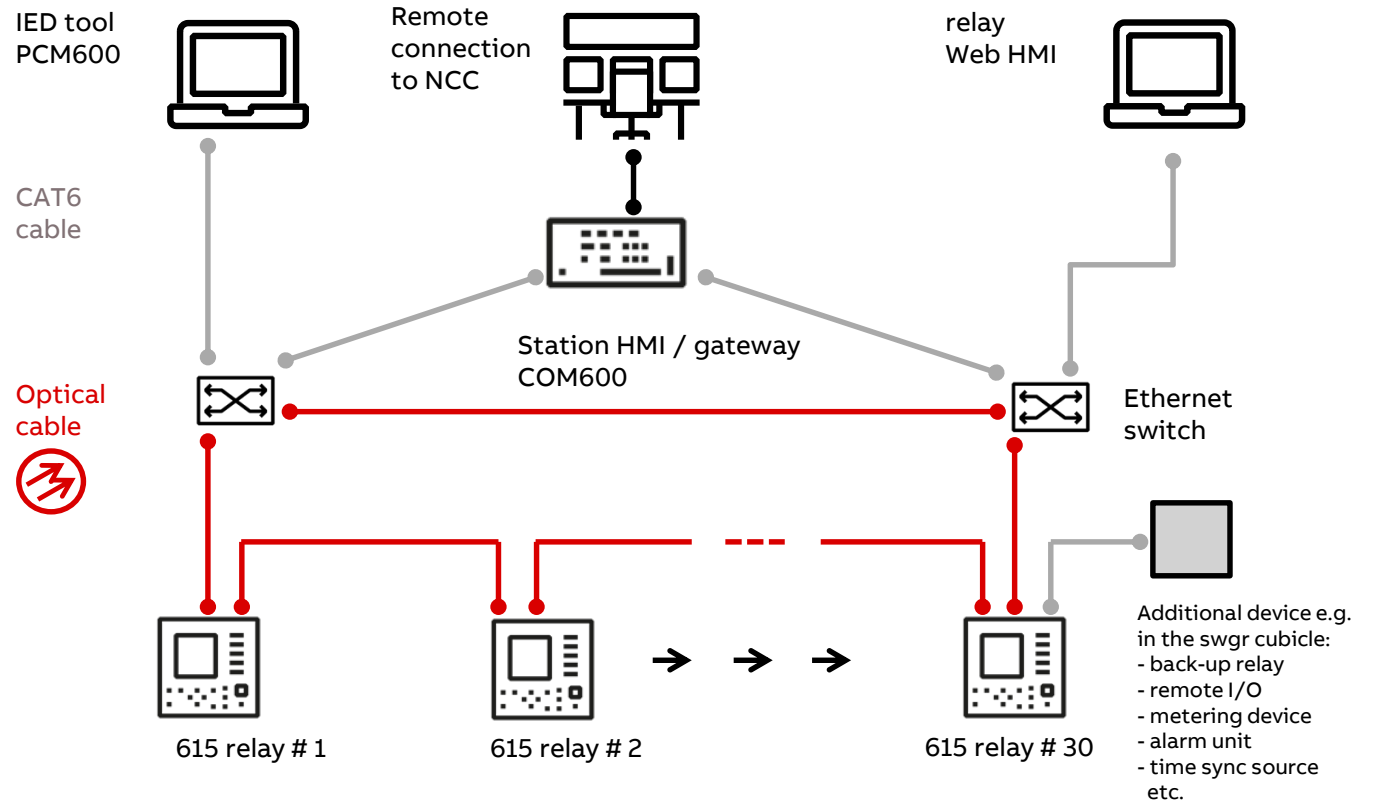 IED tool
PCM600
Remote
connection
to NCC
relay
Web HMI
CAT6
cable
Station HMI / gateway
COM600
Optical
cable
Ethernet
switch
Additional device e.g.
in the swgr cubicle:
- back-up relay
- remote I/O
- metering device
- alarm unit
- time sync source
etc.
615 relay # 1
615 relay # 2
615 relay # 30